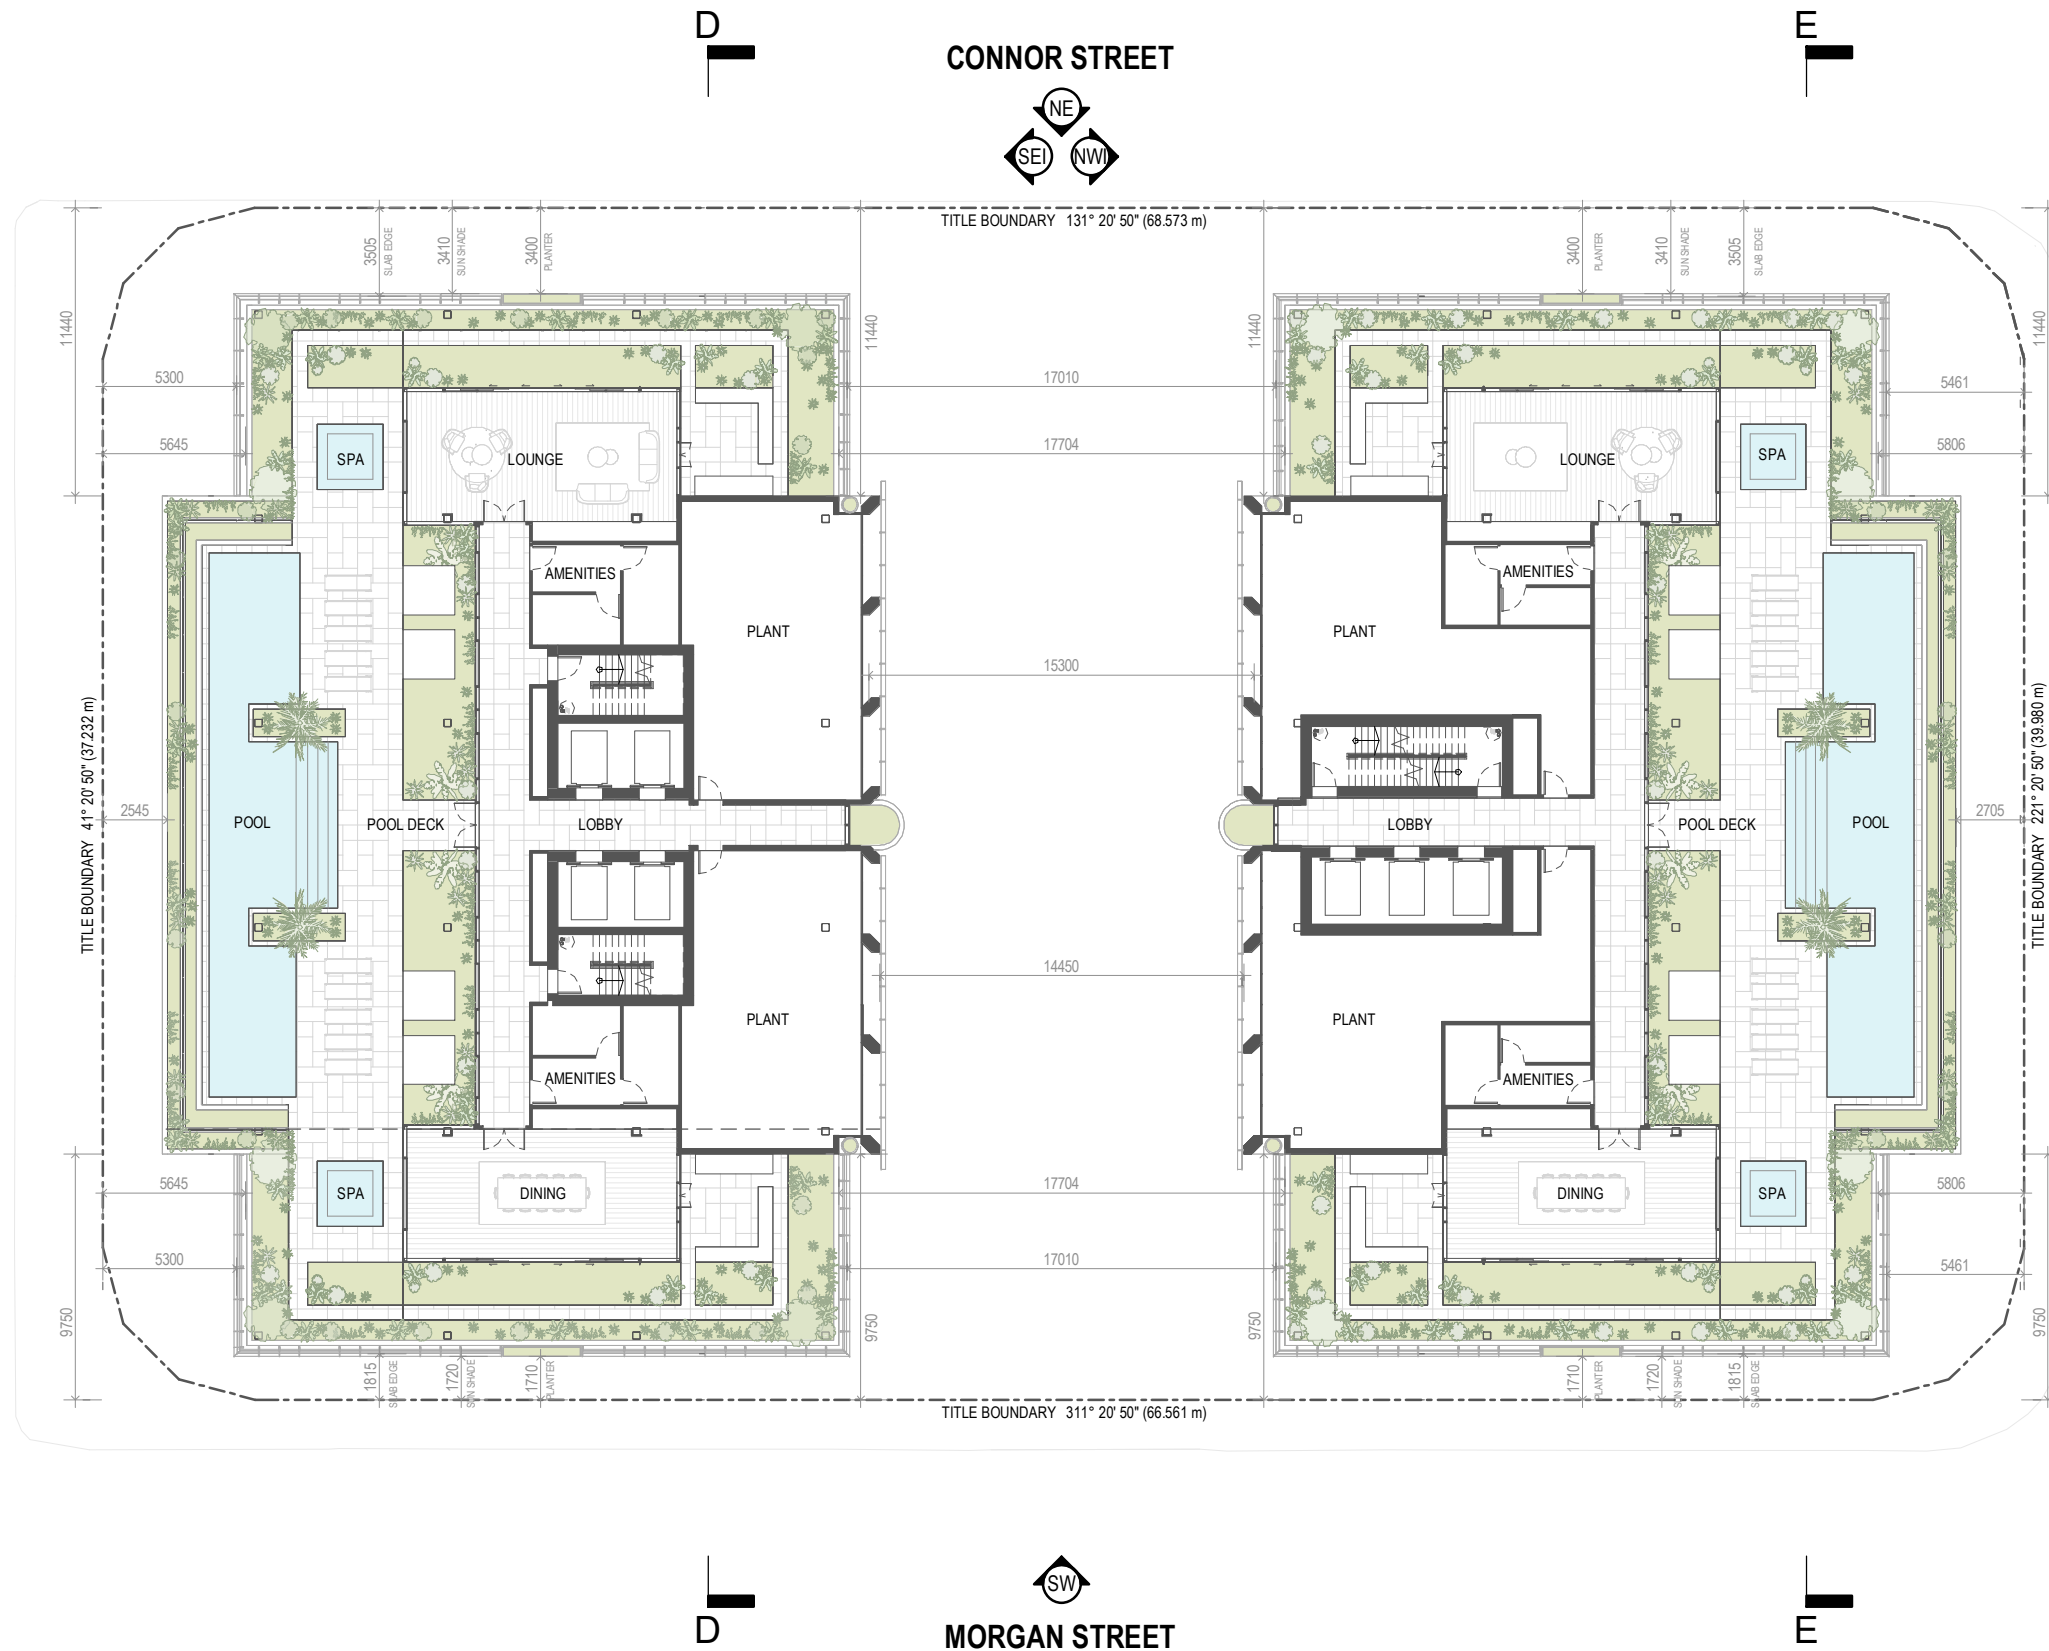 D
E
CONNOR STREET
NE
SEI
NWI
TITLE BOUNDARY 131° 20' 50" (68.573 m)
3505
SLAB EDGE
3410
SUN SHADE
3400
PLANTER
3400
PLANTER
3410
SUN SHADE
3505
SLAB EDGE
11440
11440
11440
11440
5300
17010
5461
5645
17704
5806
SPA
LOUNGE
LOUNGE
SPA
AMENITIES
AMENITIES
PLANT
PLANT
15300
TITLE BOUNDARY 41° 20' 50" (37.232 m)
TITLE BOUNDARY 221° 20' 50" (39.980 m)
2545
POOL
POOL DECK
LOBBY
LOBBY
POOL DECK
POOL
2705
14450
PLANT
PLANT
AMENITIES
AMENITIES
5645
SPA
DINING
17704
DINING
SPA
5806
5300
17010
5461
9750
9750
9750
9750
1815
SLAB EDGE
1720
SUN SHADE
1710
PLANTER
1710
PLANTER
1720
SUN SHADE
1815
SLAB EDGE
TITLE BOUNDARY 311° 20' 50" (66.561 m)
SW
D
E
MORGAN STREET